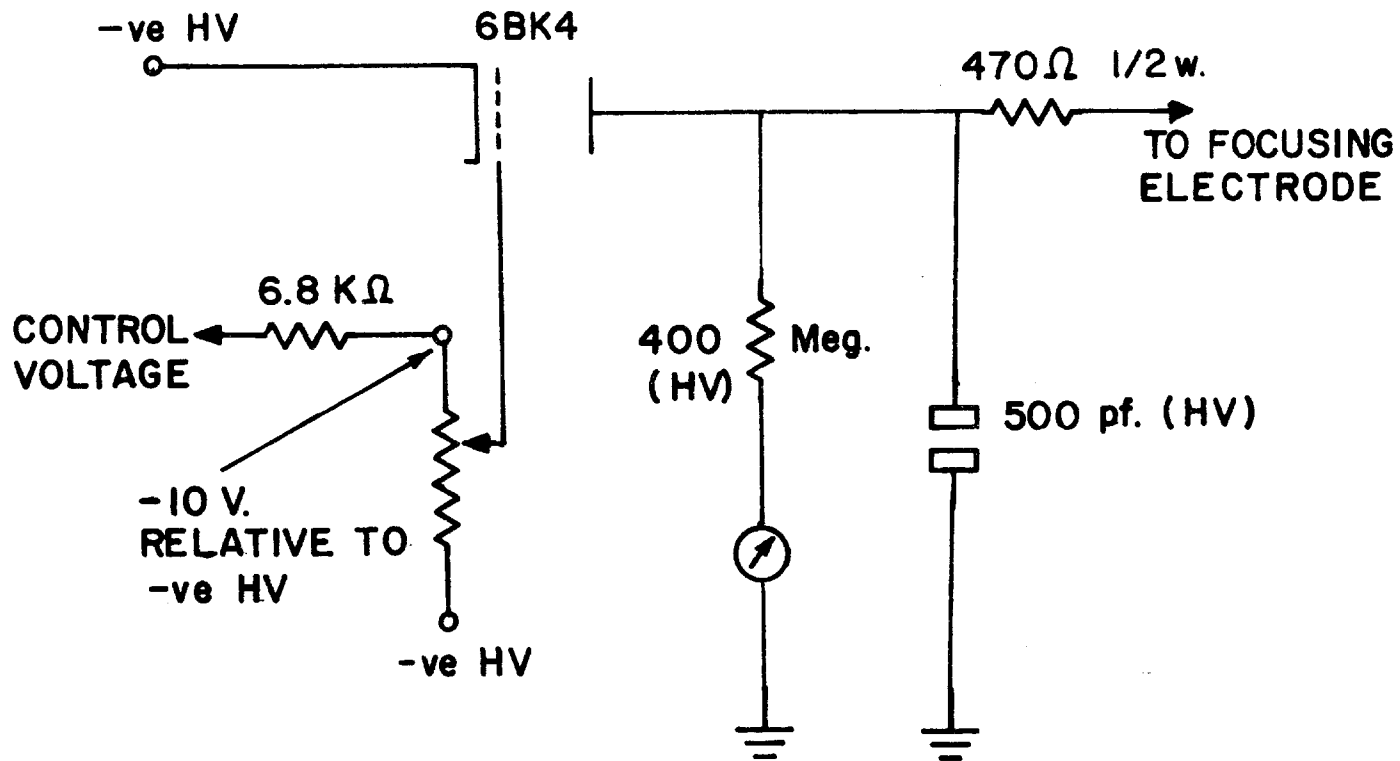 -ve HV
6BK4
470Ω 1/2 w.
TO FOCUSING
ELECTRODE
6.8 KΩ
CONTROL
VOLTAGE
400 Meg.
(HV)
500 pf. (HV)
-10 V.
RELATIVE TO
-ve HV
-ve HV